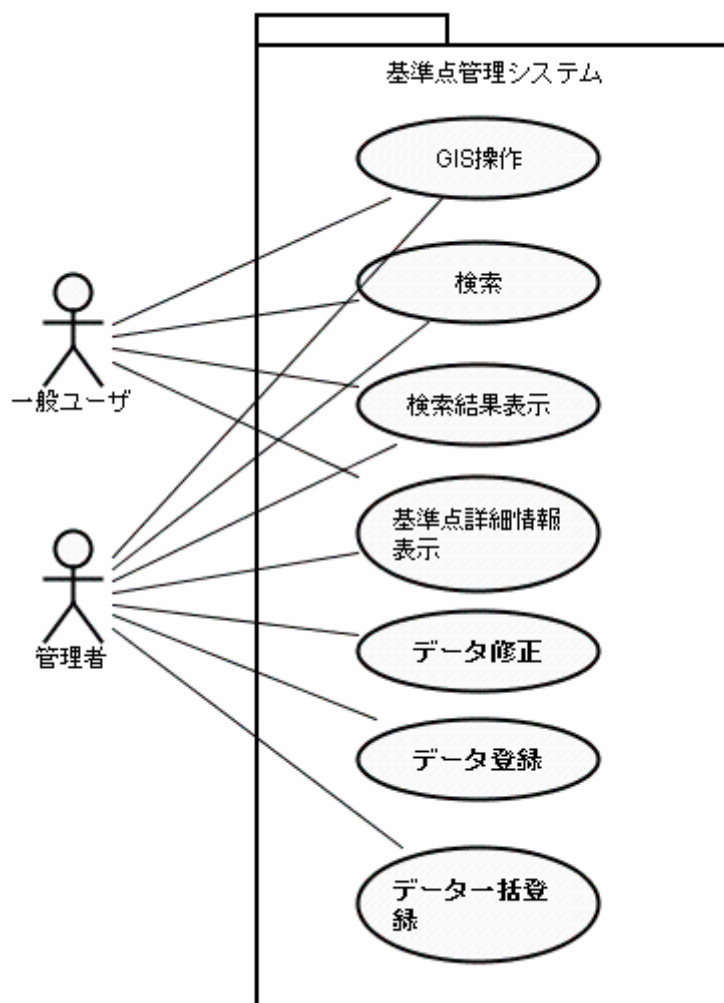 基準点管理システム
GIS操作
検索
一般ユーザ
検索結果表示
基準点詳細情報
表示
管理者
データ修正
データ登録
データ一括登
録